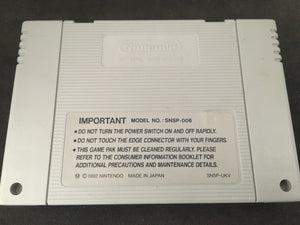 Nintendo
IMPORTANT MODEL NO.: SNSP-006
• DO NOT TURN THE POWER SWITCH ON AND OFF RAPIDLY.
• DO NOT TOUCH THE EDGE CONNECTOR WITH YOUR FINGERS.
• THIS GAME PAK MUST BE CLEANED REGULARLY. PLEASE
REFER TO THE CONSUMER INFORMATION BOOKLET FOR
ADDITIONAL PRECAUTIONS AND MAINTENANCE DETAILS.
Ⓜ © 1992 NINTENDO MADE IN JAPAN SNSP-UKV